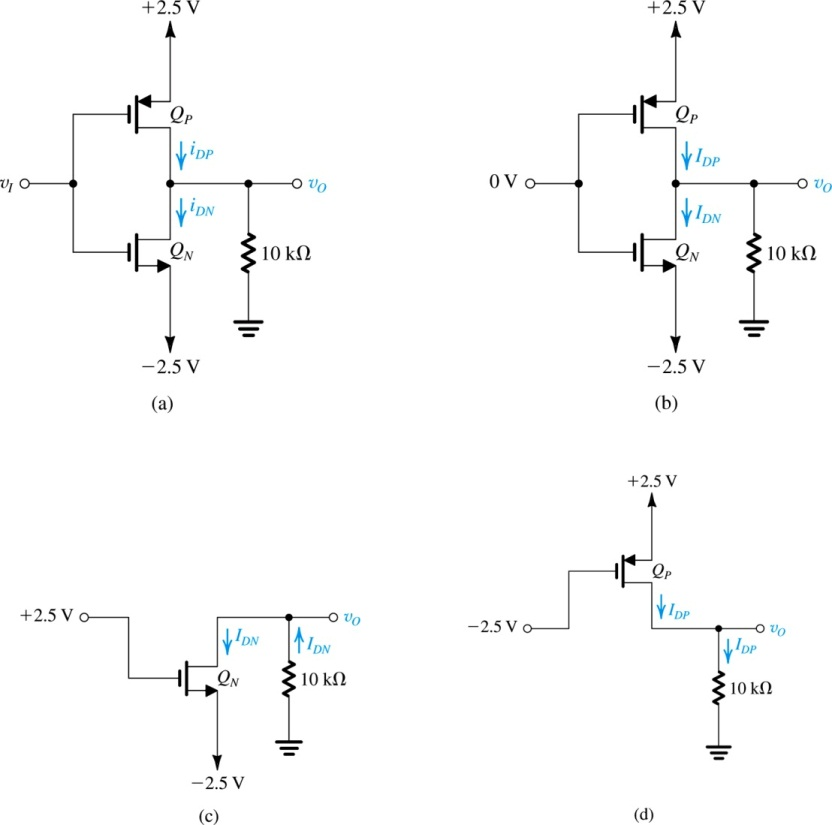 +2.5 V
Q_P
i_DP
v_I
v_O
i_DN
Q_N
10 kΩ
−2.5 V
(a)
+2.5 V
Q_P
I_DP
0 V
v_O
I_DN
Q_N
10 kΩ
−2.5 V
(b)
+2.5 V
v_O
I_DN
I_DN
Q_N
10 kΩ
−2.5 V
(c)
+2.5 V
Q_P
I_DP
−2.5 V
v_O
I_DP
10 kΩ
(d)